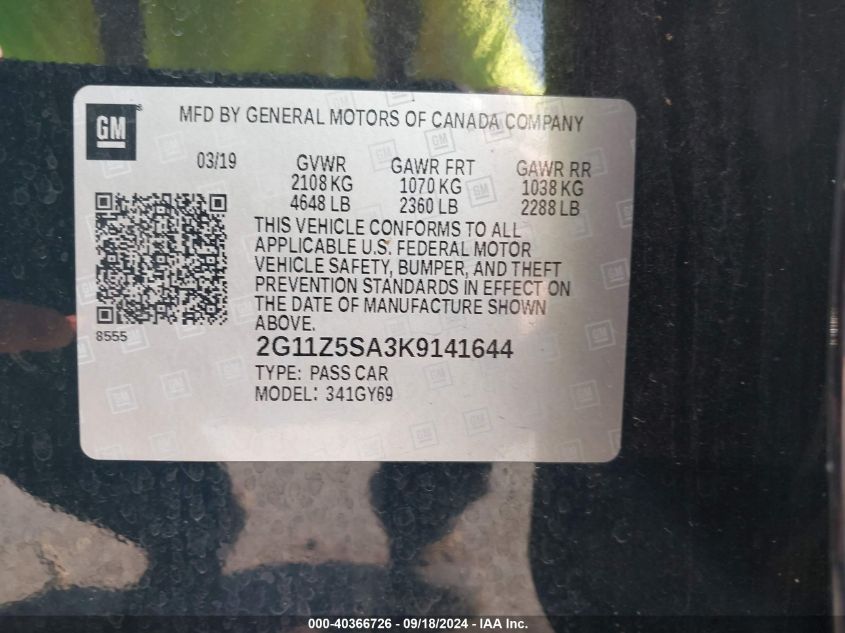 GM
MFD BY GENERAL MOTORS OF CANADA COMPANY
03/19 GVWR GAWR FRT GAWR RR
2108 KG 1070 KG 1038 KG
4648 LB 2360 LB 2288 LB
THIS VEHICLE CONFORMS TO ALL
APPLICABLE U.S. FEDERAL MOTOR
VEHICLE SAFETY, BUMPER, AND THEFT
PREVENTION STANDARDS IN EFFECT ON
THE DATE OF MANUFACTURE SHOWN
ABOVE.
8555
2G11Z5SA3K9141644
TYPE: PASS CAR
MODEL: 341GY69
000-40366726 - 09/18/2024 - IAA Inc.